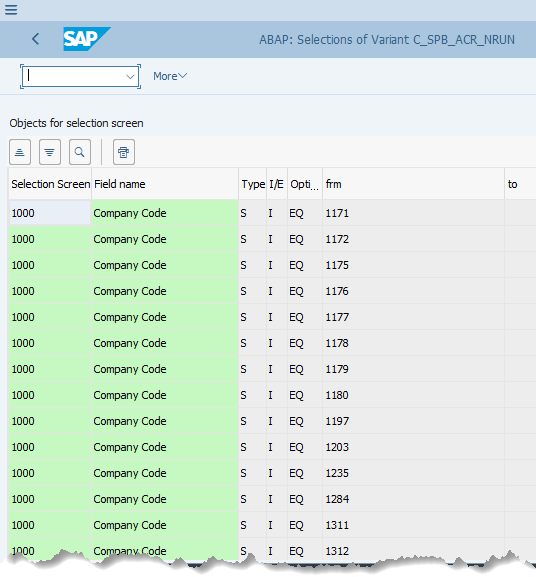 SAP ABAP: Selections of Variant C_SPB_ACR_NRUN
More
Objects for selection screen
Selection Screen Field name Type I/E Opti... frm to
1000 Company Code S I EQ 1171
1000 Company Code S I EQ 1172
1000 Company Code S I EQ 1175
1000 Company Code S I EQ 1176
1000 Company Code S I EQ 1177
1000 Company Code S I EQ 1178
1000 Company Code S I EQ 1179
1000 Company Code S I EQ 1180
1000 Company Code S I EQ 1197
1000 Company Code S I EQ 1203
1000 Company Code S I EQ 1235
1000 Company Code S I EQ 1284
1000 Company Code S I EQ 1311
1000 Company Code S I EQ 1312